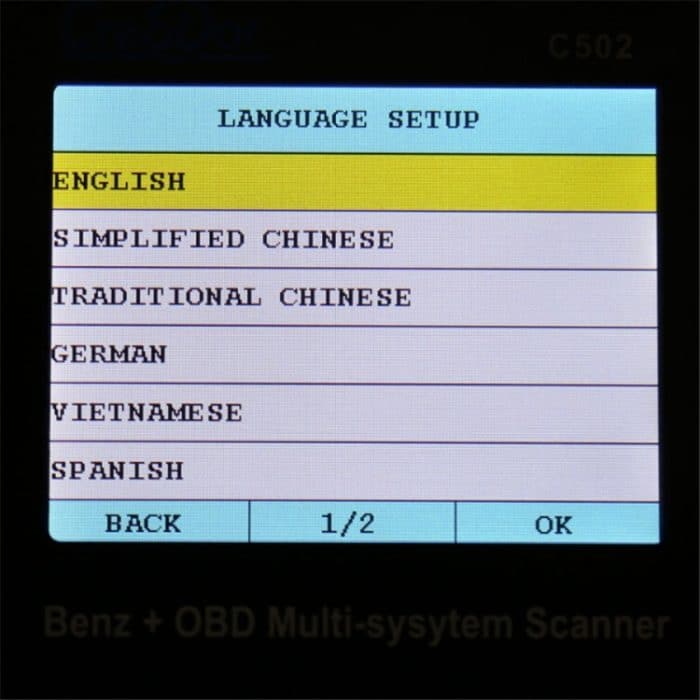 C502
LANGUAGE SETUP
ENGLISH
SIMPLIFIED CHINESE
TRADITIONAL CHINESE
GERMAN
VIETNAMESE
SPANISH
BACK 1/2 OK
Benz + OBD Multi-sysytem Scanner